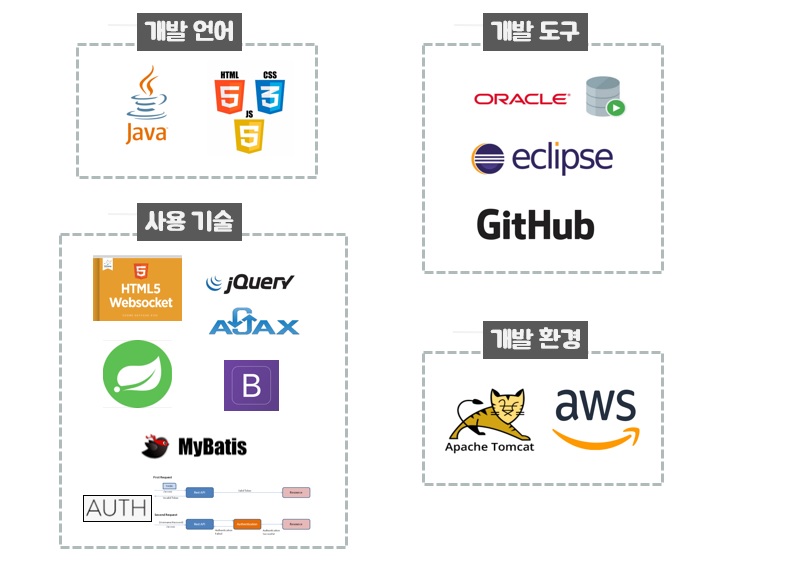 개발 언어
Java
HTML
5
CSS
3
JS
5
개발 도구
ORACLE
eclipse
GitHub
사용 기술
5
HTML5
Websocket
jQuery
AJAX
B
MyBatis
AUTH
First Request
Second Request
개발 환경
Apache Tomcat
aws